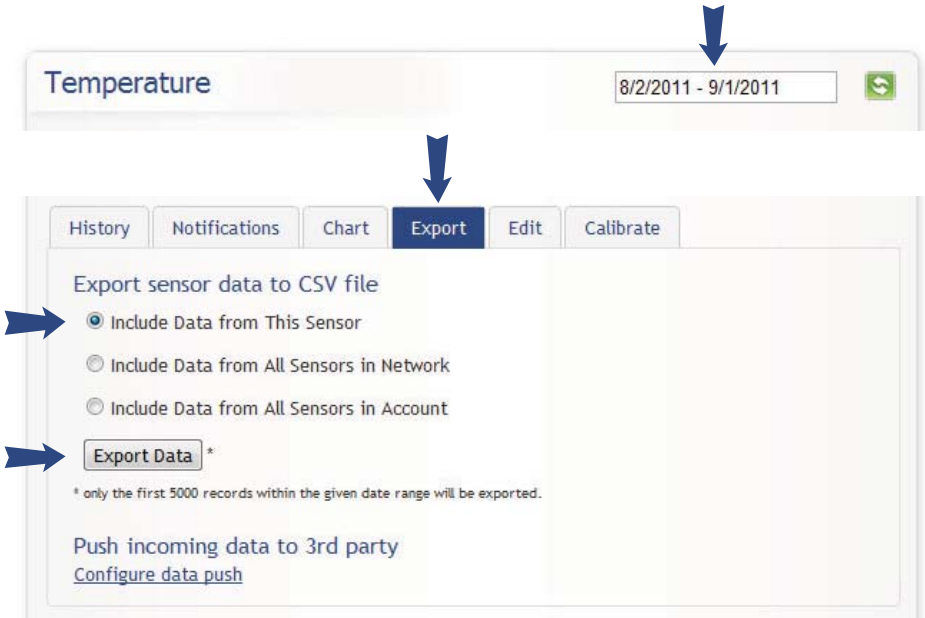 Temperature
8/2/2011 - 9/1/2011
History Notifications Chart Export Edit Calibrate
Export sensor data to CSV file
Include Data from This Sensor
Include Data from All Sensors in Network
Include Data from All Sensors in Account
Export Data *
* only the first 5000 records within the given date range will be exported.
Push incoming data to 3rd party
Configure data push